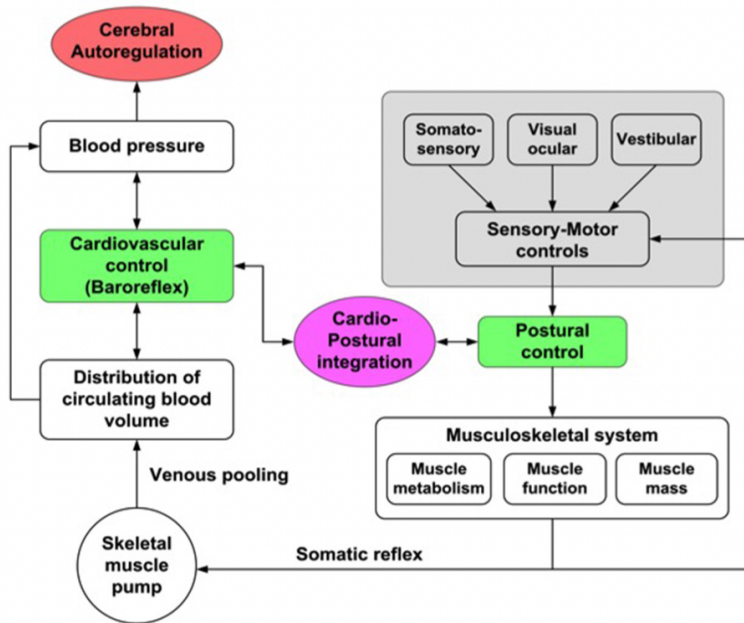 Cerebral
Autoregulation
Blood pressure
Cardiovascular
control
(Baroreflex)
Distribution of
circulating blood
volume
Venous pooling
Skeletal
muscle
pump
Somatic reflex
Cardio-
Postural
integration
Somato-
sensory
Visual
ocular
Vestibular
Sensory-Motor
controls
Postural
control
Musculoskeletal system
Muscle
metabolism
Muscle
function
Muscle
mass